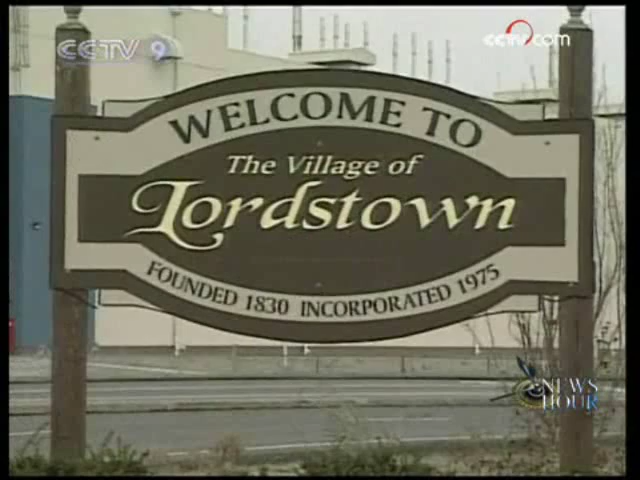 CCTV 9
cctv.com
WELCOME TO
The Village of
Lordstown
FOUNDED 1830 INCORPORATED 1975
NEWS
HOUR